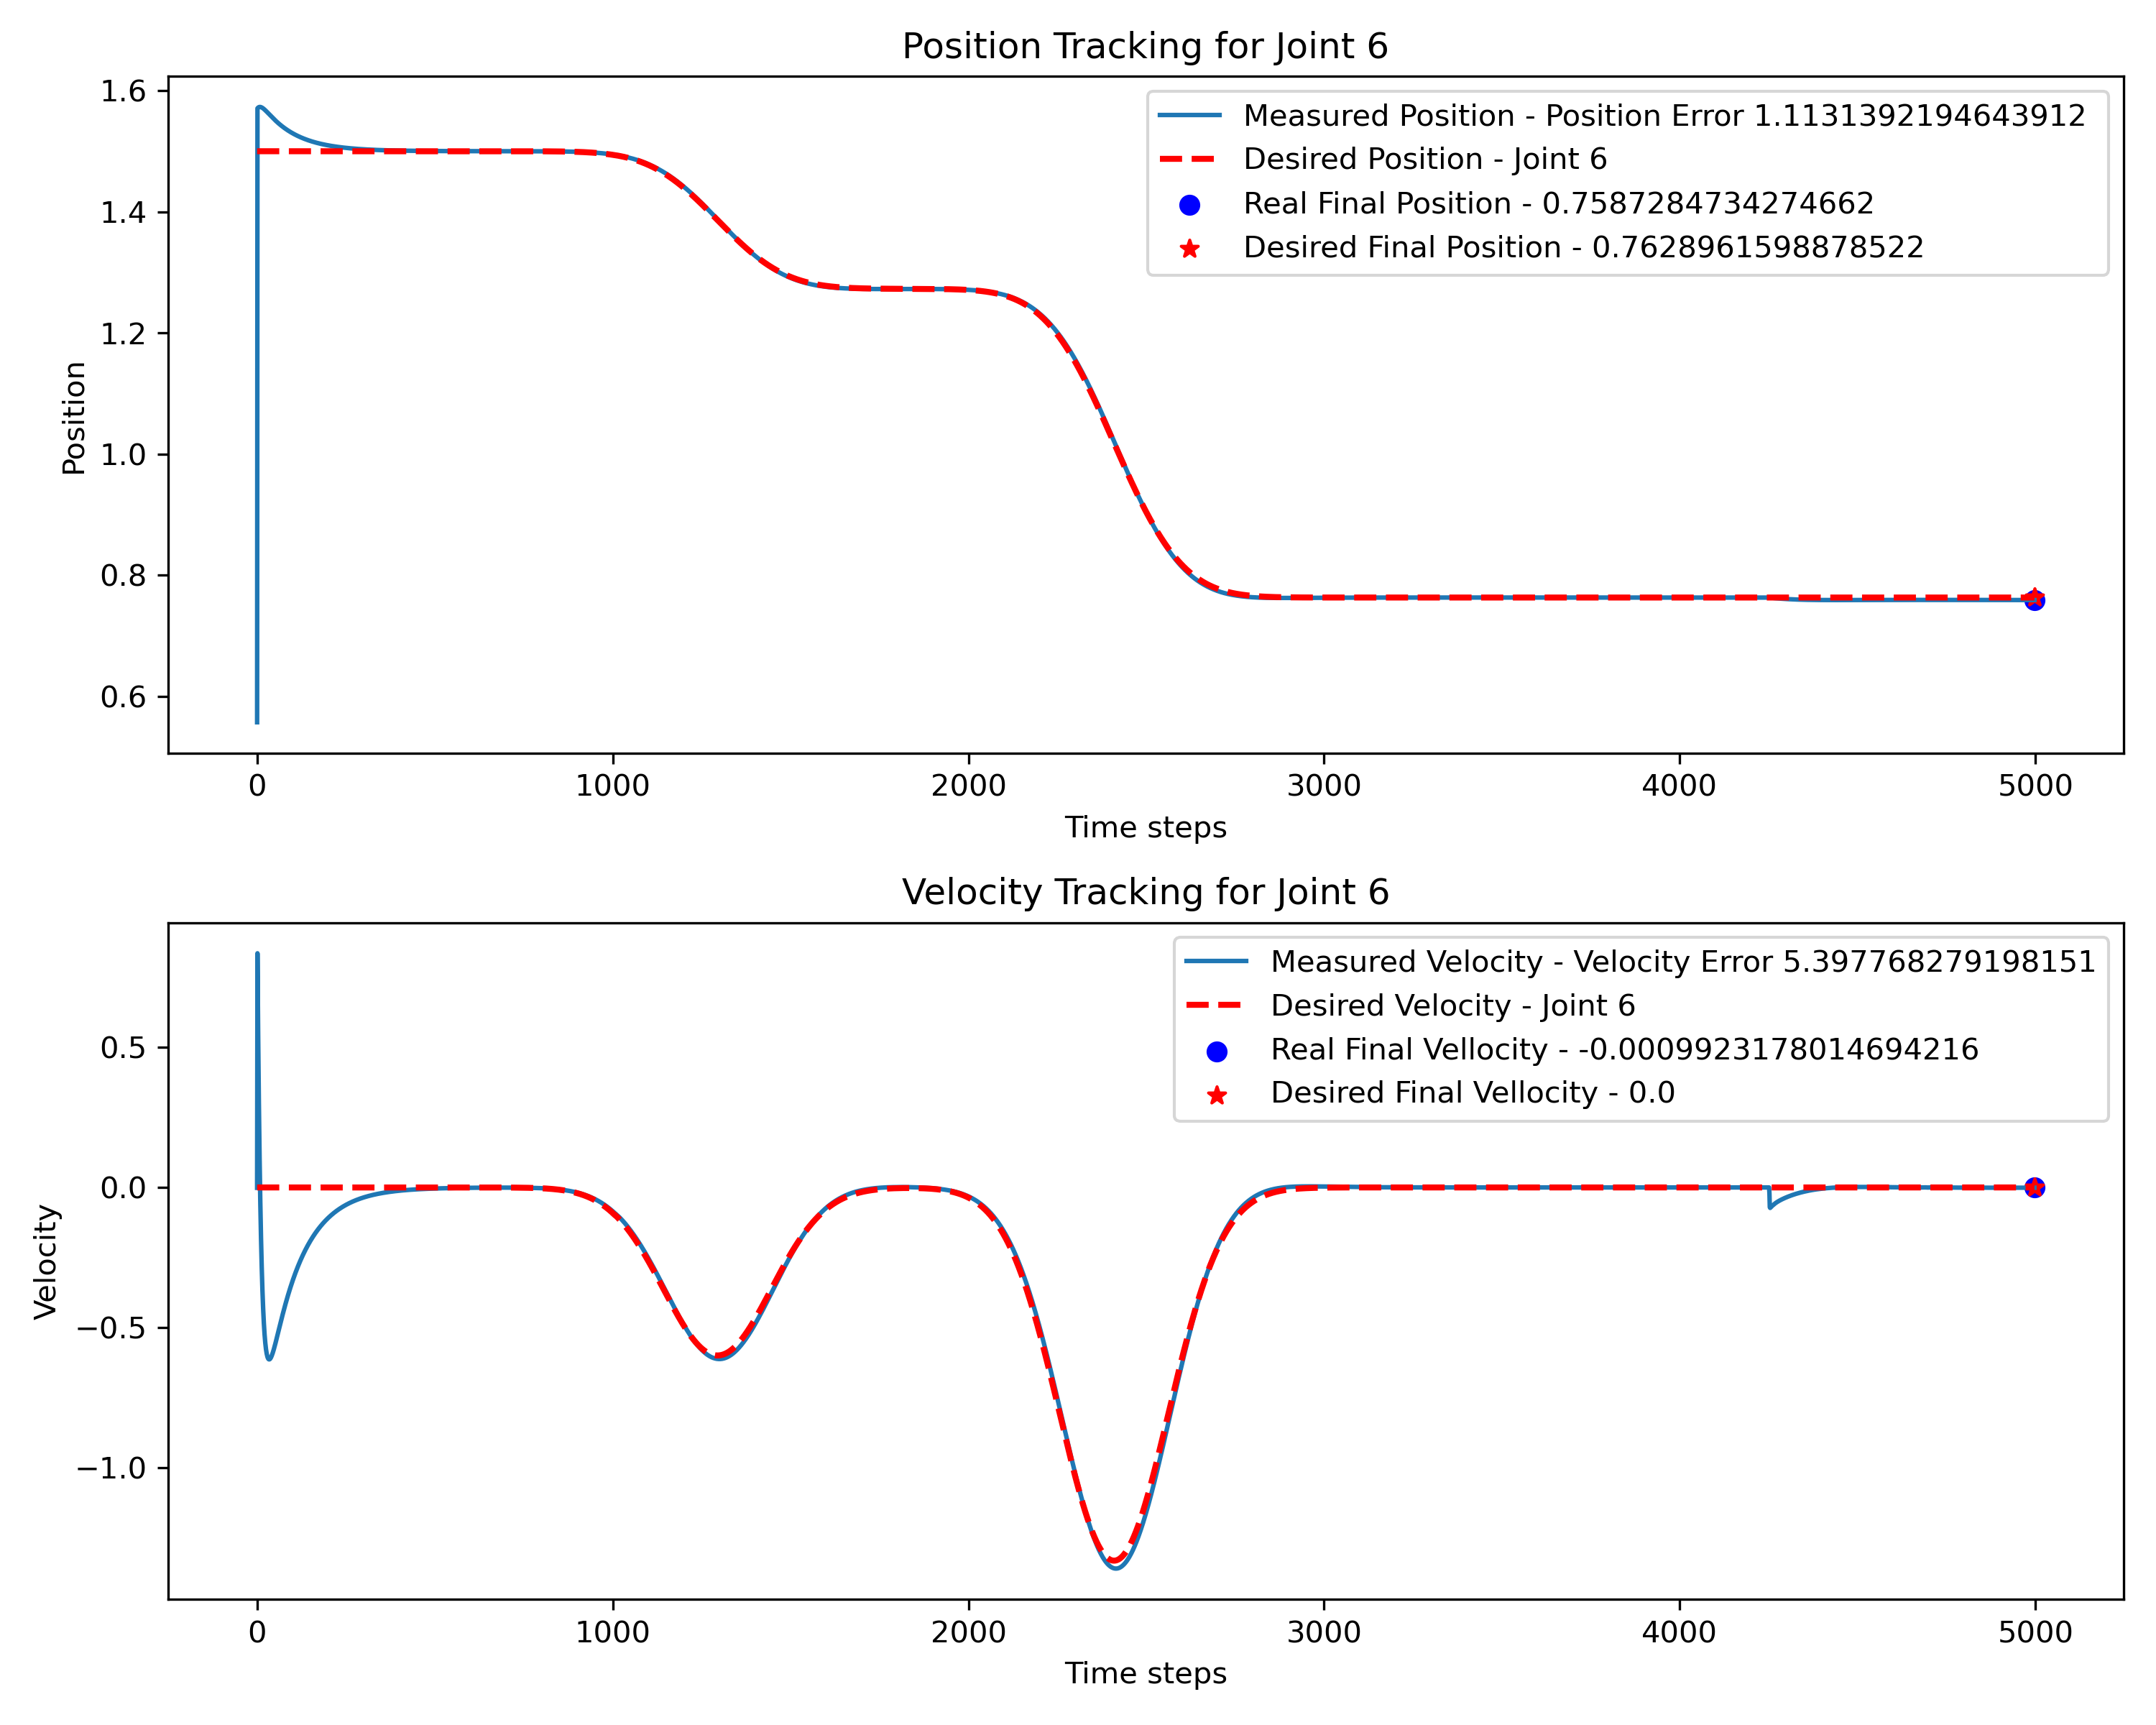 Position Tracking for Joint 6
Measured Position - Position Error 1.1131392194643912
Desired Position - Joint 6
Real Final Position - 0.7587284734274662
Desired Final Position - 0.7628961598878522
1.6
1.4
1.2
1.0
0.8
0.6
Position
0 1000 2000 3000 4000 5000
Time steps
Velocity Tracking for Joint 6
Measured Velocity - Velocity Error 5.397768279198151
Desired Velocity - Joint 6
Real Final Vellocity - -0.0009923178014694216
Desired Final Vellocity - 0.0
0.5
0.0
−0.5
−1.0
Velocity
0 1000 2000 3000 4000 5000
Time steps